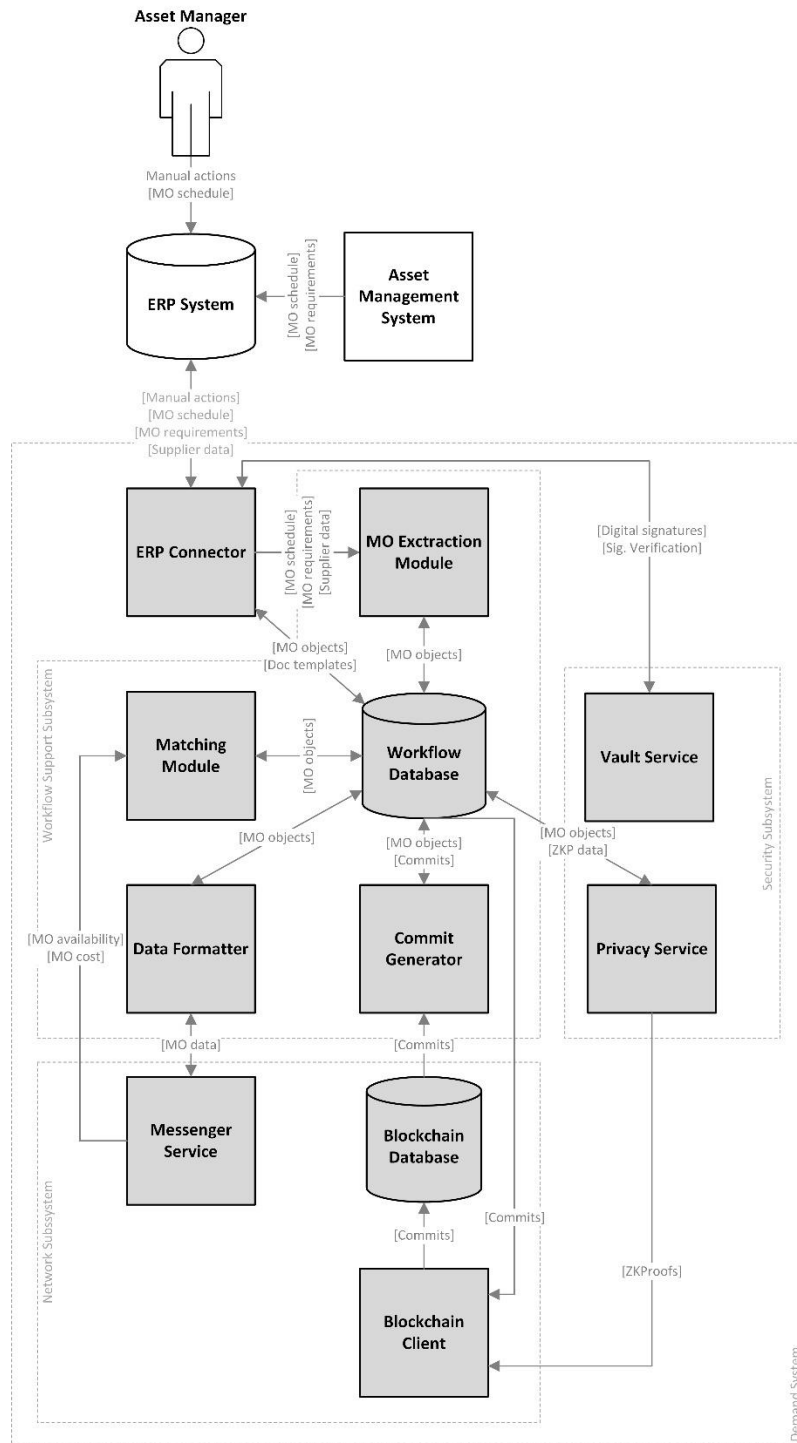 Asset Manager
Manual actions
[MO schedule]
ERP System
[MO schedule]
[MO requirements]
Asset
Management
System
[Manual actions]
[MO schedule]
[MO requirements]
[Supplier data]
ERP Connector
[MO schedule]
[MO requirements]
[Supplier data]
MO Exctraction
Module
[Digital signatures]
[Sig. Verification]
[MO objects]
[Doc templates]
[MO objects]
Workflow Support Subsystem
Matching
Module
[MO objects]
Workflow
Database
Vault Service
Security Subsystem
[MO objects]
[MO objects]
[Commits]
[MO objects]
[ZKP data]
[MO availability]
[MO cost]
Data Formatter
Commit
Generator
Privacy Service
[MO data]
[Commits]
Network Subssystem
Messenger
Service
Blockchain
Database
[Commits]
[Commits]
[ZKProofs]
Blockchain
Client
Demand System